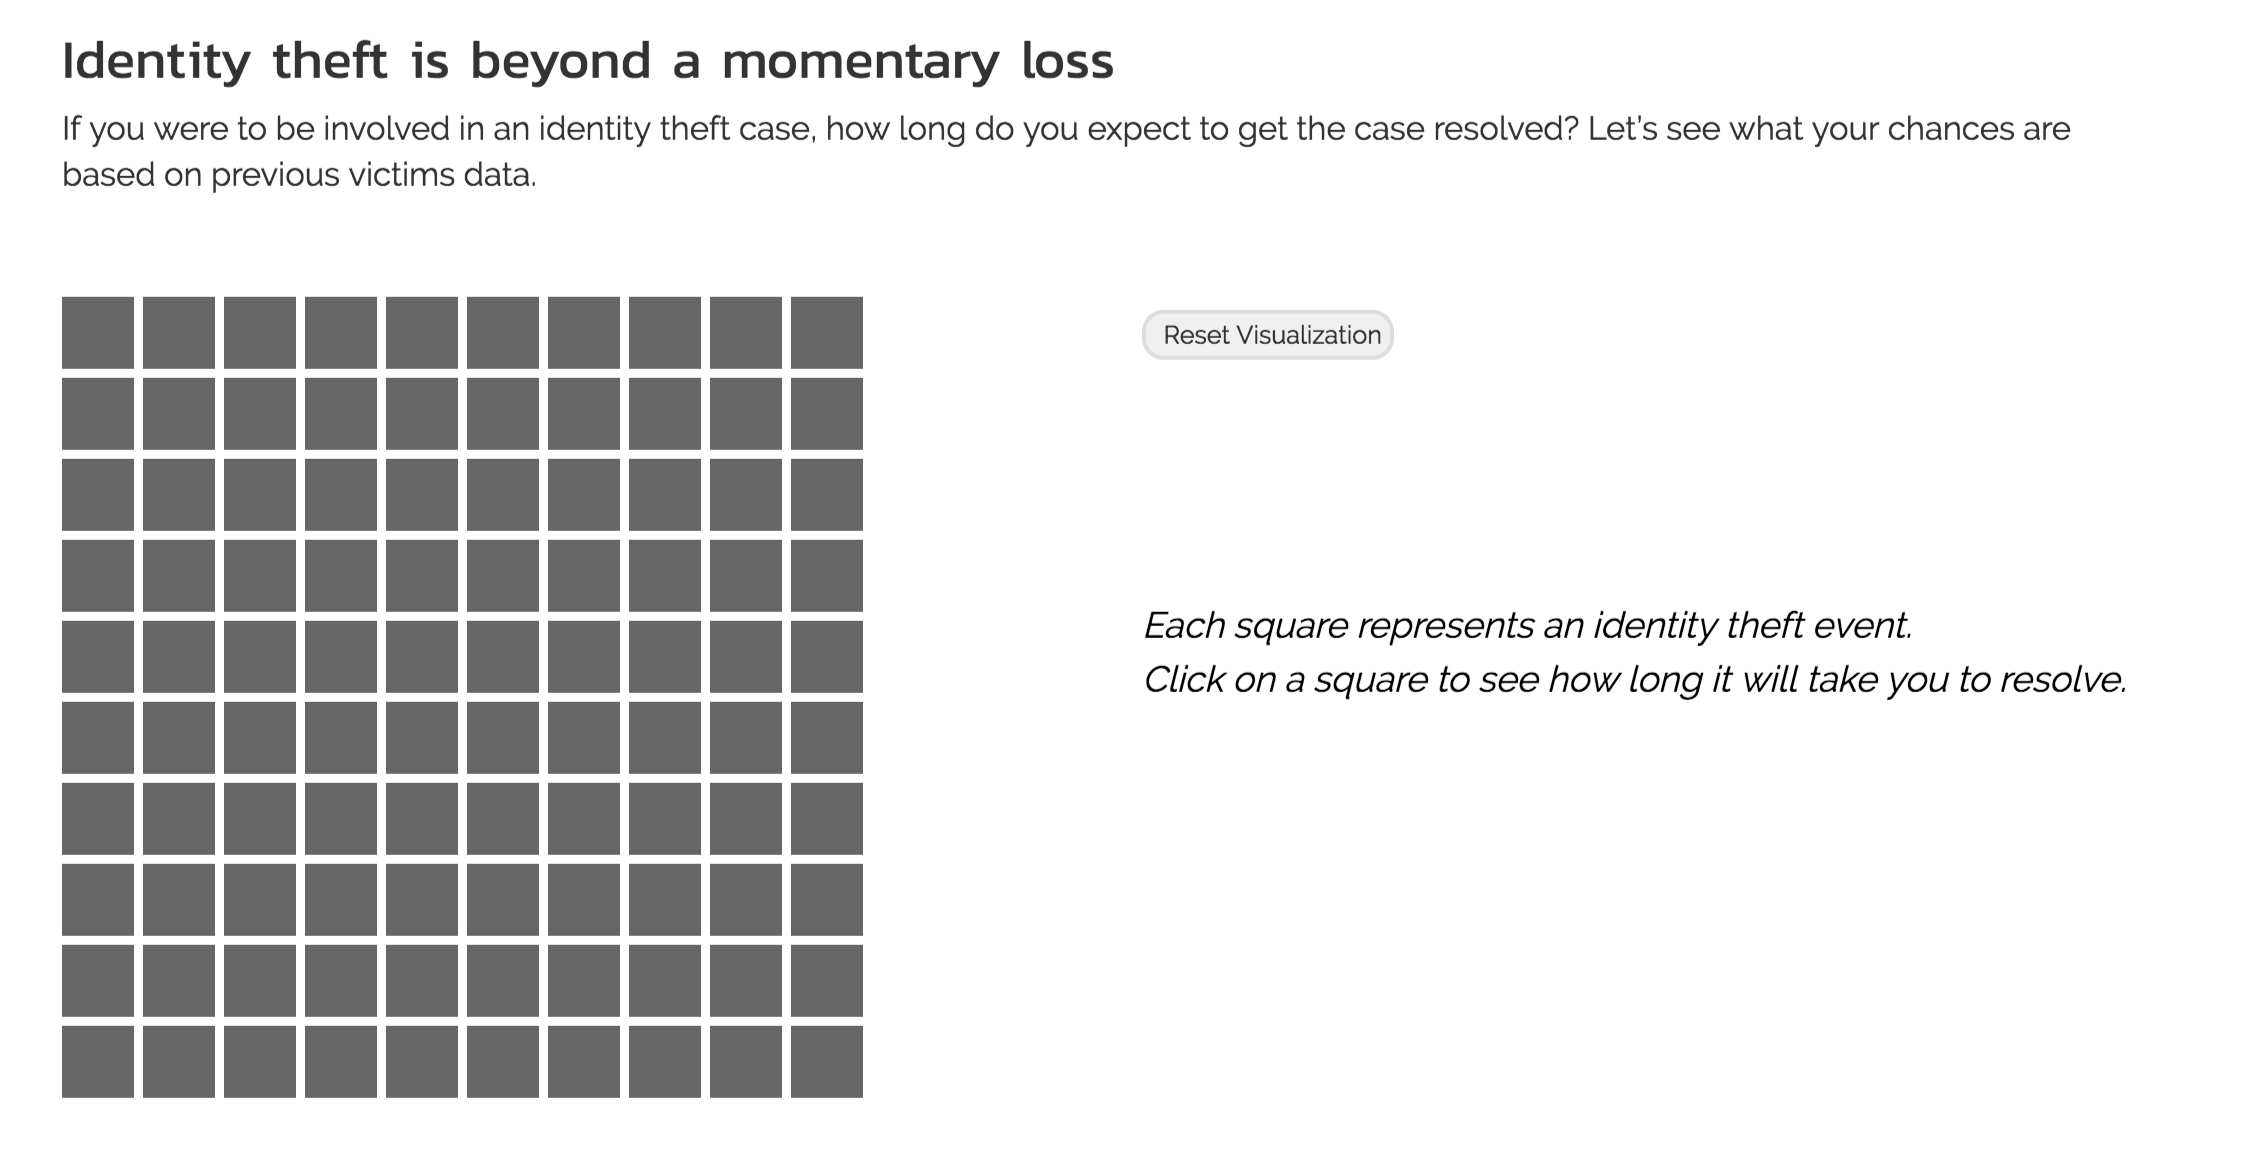 Identity theft is beyond a momentary loss
If you were to be involved in an identity theft case, how long do you expect to get the case resolved? Let's see what your chances are
based on previous victims data.
Reset Visualization
Each square represents an identity theft event.
Click on a square to see how long it will take you to resolve.